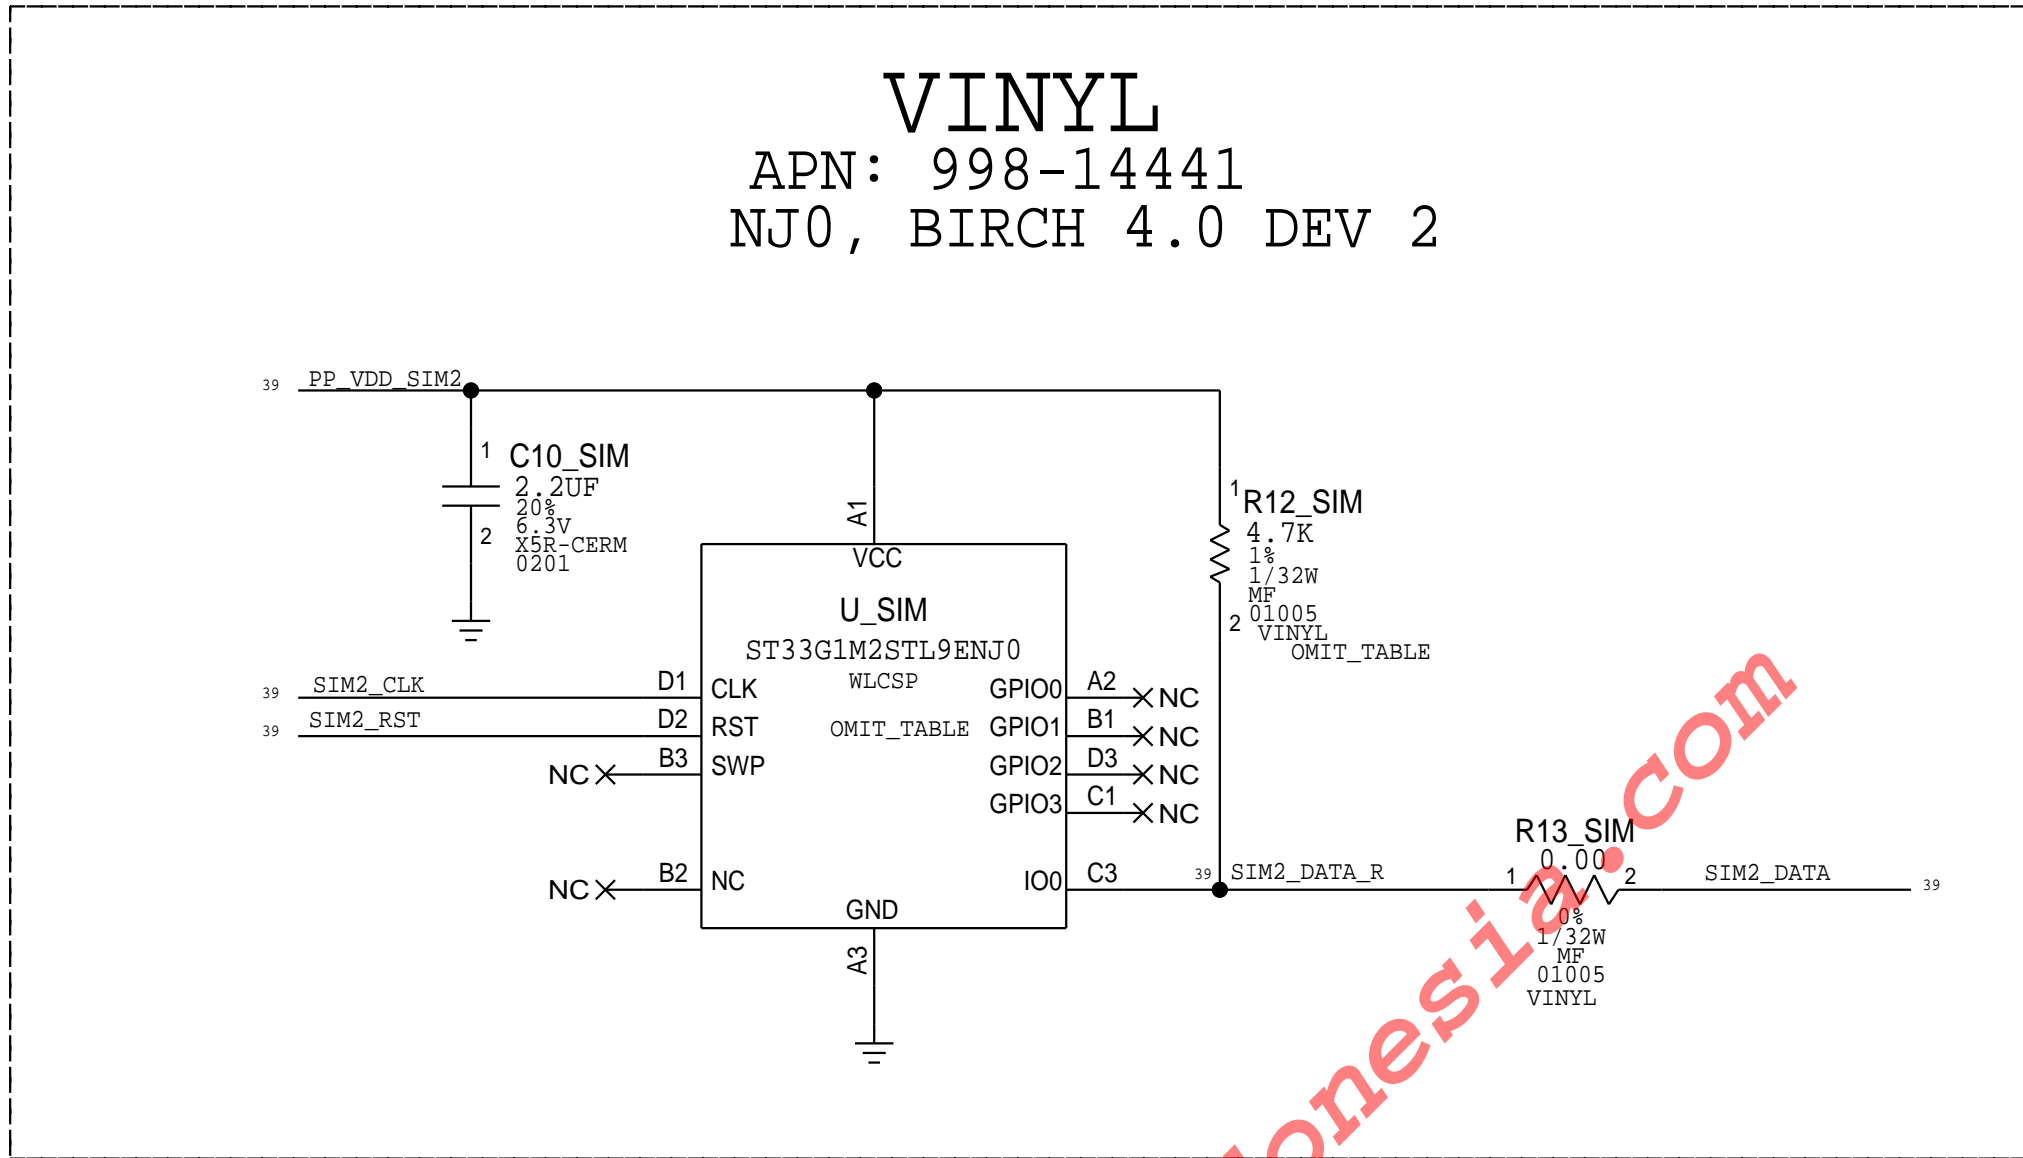 VINYL
APN: 998-14441
NJ0, BIRCH 4.0 DEV 2
39 PP_VDD_SIM2
1
C10_SIM
2.2UF
20%
6.3V
X5R-CERM
0201
2
A1
VCC
U_SIM
ST33G1M2STL9ENJ0
WLCSP
OMIT_TABLE
1
R12_SIM
4.7K
1%
1/32W
MF
01005
VINYL
OMIT_TABLE
2
39 SIM2_CLK D1 CLK
39 SIM2_RST D2 RST
NC B3 SWP
NC B2 NC
GPIO0 A2 NC
GPIO1 B1 NC
GPIO2 D3 NC
GPIO3 C1 NC
IO0 C3
GND
A3
39 SIM2_DATA_R
R13_SIM
0.00
1 2
0%
1/32W
MF
01005
VINYL
SIM2_DATA 39
onesia.com